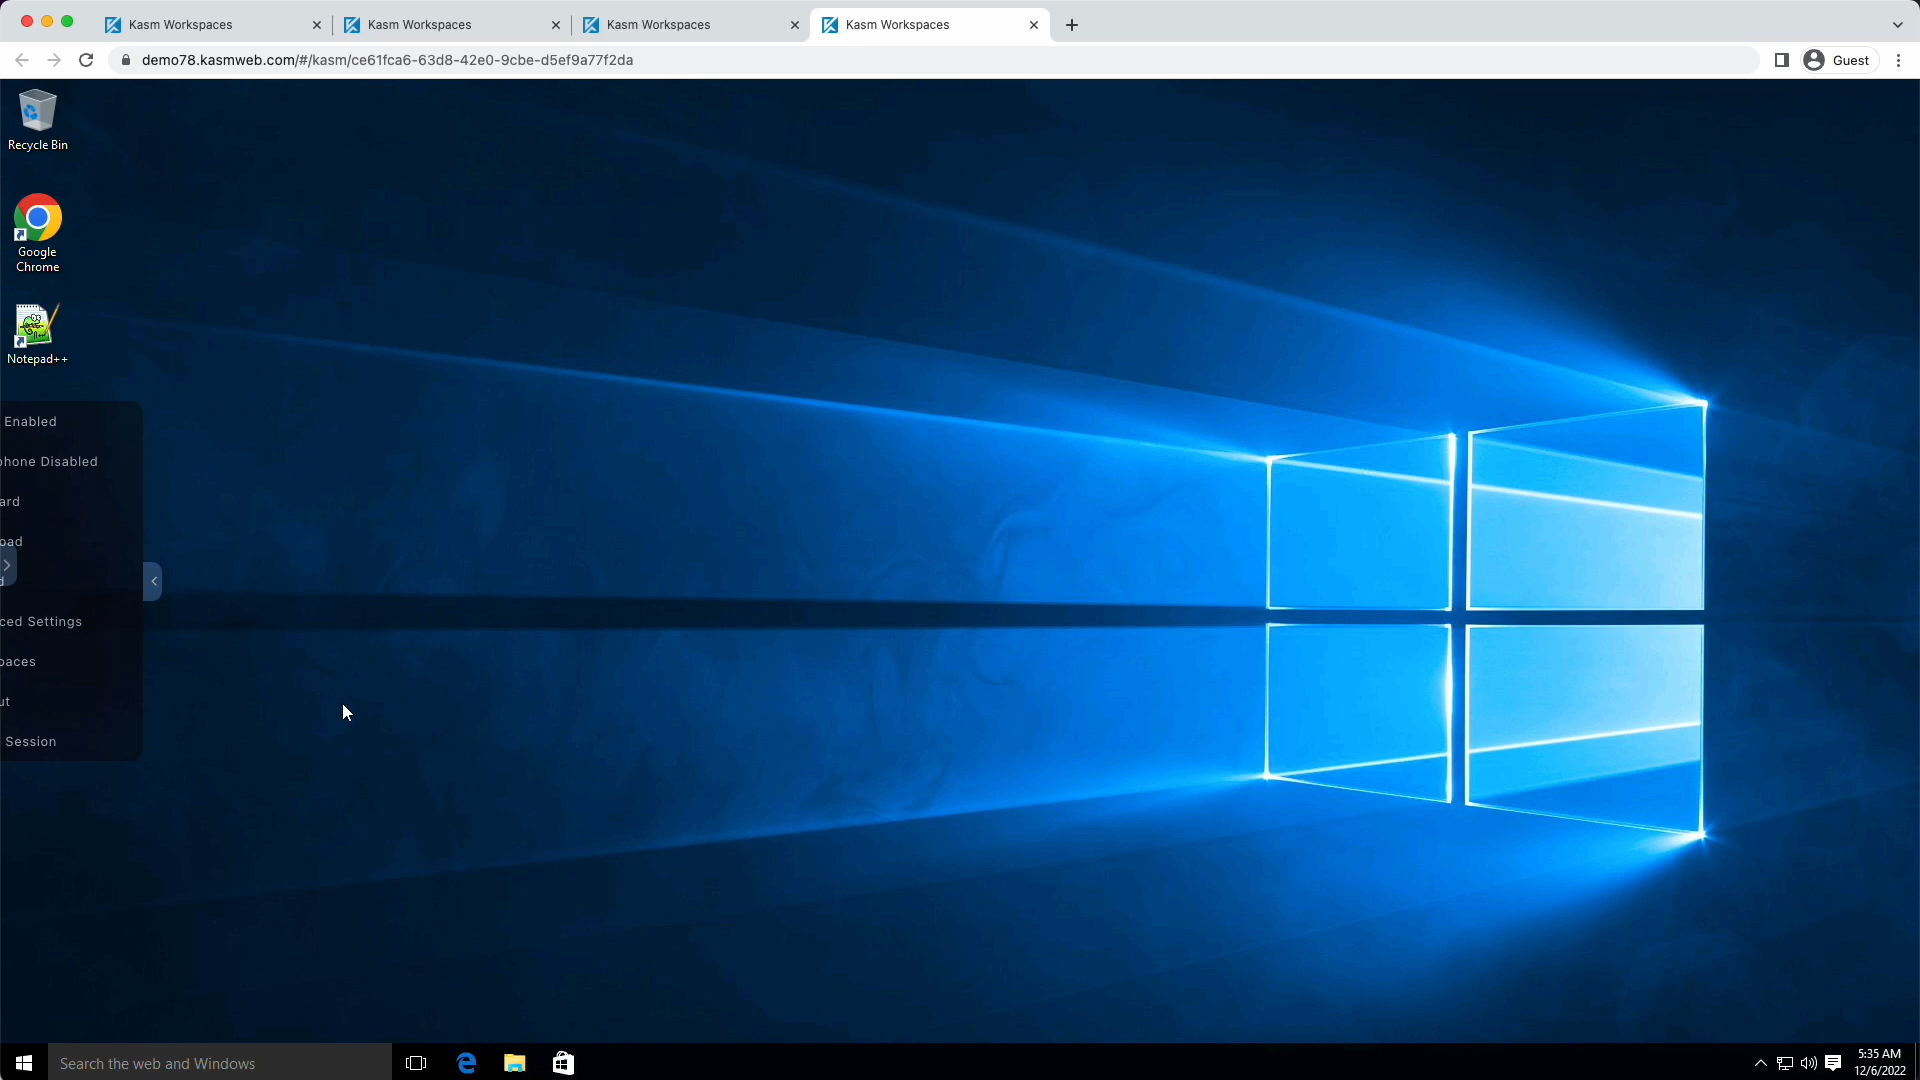 Kasm Workspaces
Kasm Workspaces
Kasm Workspaces
Kasm Workspaces
demo78.kasmweb.com/#/kasm/ce61fca6-63d8-42e0-9cbe-d5ef9a77f2da
Guest
Recycle Bin
Google
Chrome
Notepad++
Enabled
phone Disabled
ard
oad
d
ced Settings
paces
ut
Session
Search the web and Windows
5:35 AM
12/6/2022